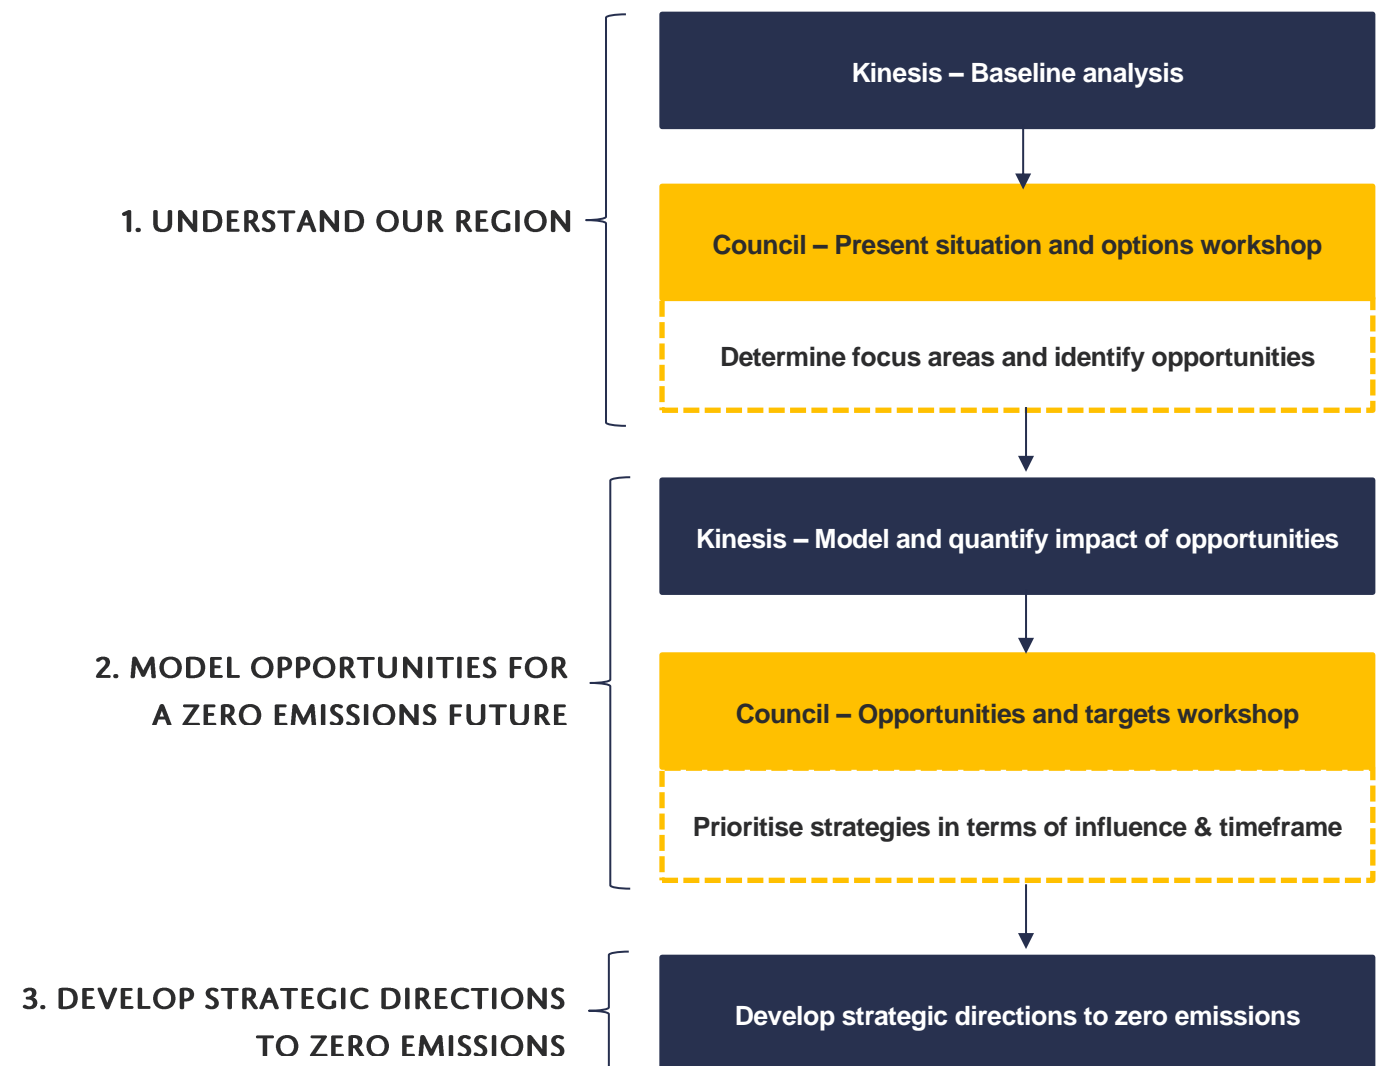 Kinesis – Baseline analysis
1. UNDERSTAND OUR REGION
Council – Present situation and options workshop
Determine focus areas and identify opportunities
Kinesis – Model and quantify impact of opportunities
2. MODEL OPPORTUNITIES FOR
A ZERO EMISSIONS FUTURE
Council – Opportunities and targets workshop
Prioritise strategies in terms of influence & timeframe
3. DEVELOP STRATEGIC DIRECTIONS
TO ZERO EMISSIONS
Develop strategic directions to zero emissions